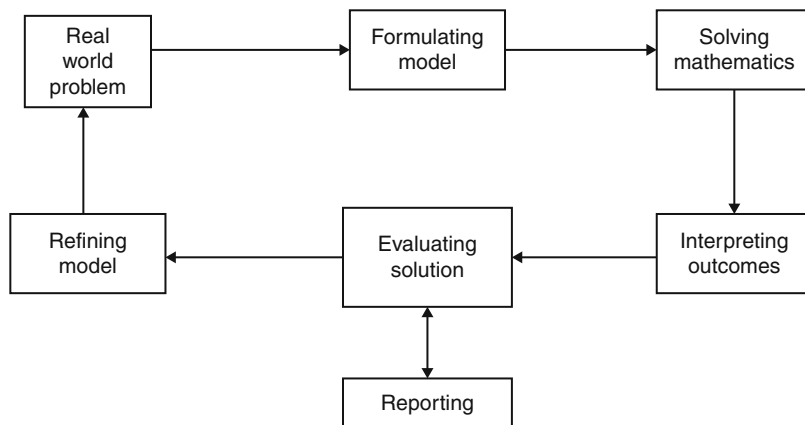 Real
world
problem
Formulating
model
Solving
mathematics
Refining
model
Evaluating
solution
Interpreting
outcomes
Reporting